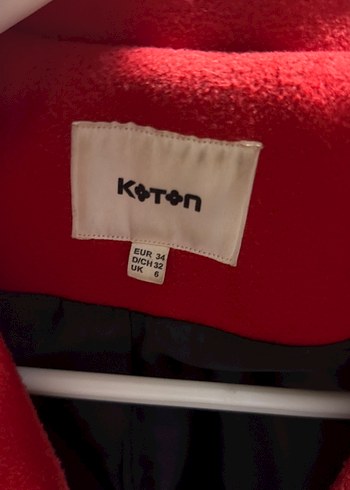 KOTON
EUR 34
D/CH 32
UK 6